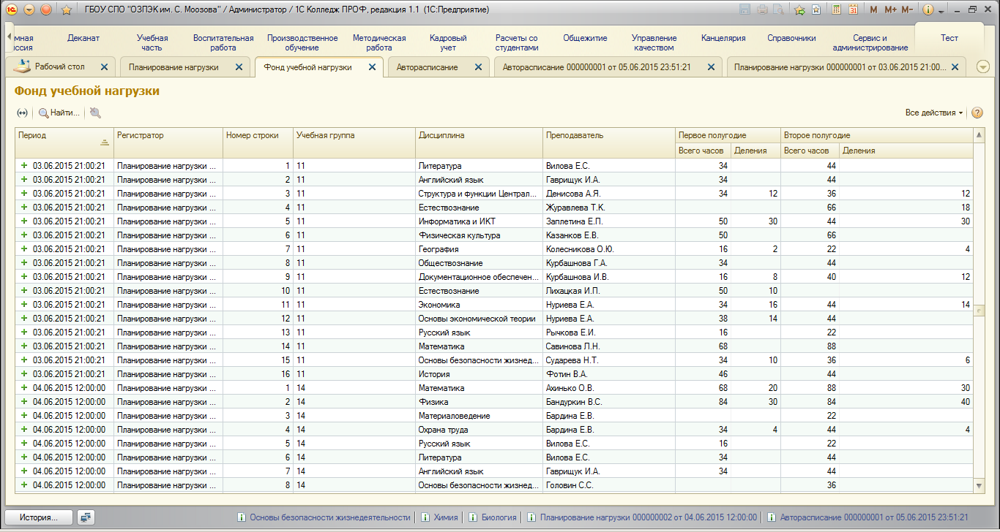 ГБОУ СПО "ОЗПЭК им. С. Моозова" / Администратор / 1С Колледж ПРОФ, редакция 1.1 (1С:Предприятие)
M M+ M-
мная Деканат Учебная Воспитательная Производственное Методическая Кадровый Расчеты со Общежитие Управление Канцелярия Справочники Сервис и Тест
иссия часть работа обучение работа учет студентами качеством администрирование
Рабочий стол Планирование нагрузки Фонд учебной нагрузки Авторасписание Авторасписание 000000001 от 05.06.2015 23:51:21 Планирование нагрузки 000000001 от 03.06.2015 21:00...
Фонд учебной нагрузки
Найти... Все действия
Период Регистратор Номер строки Учебная группа Дисциплина Преподаватель Первое полугодие Второе полугодие
Всего часов Деления Всего часов Деления
03.06.2015 21:00:21 Планирование нагрузки ... 1 11 Литература Вилова Е.С. 34 44
03.06.2015 21:00:21 Планирование нагрузки ... 2 11 Английский язык Гаврищук И.А. 34 44
03.06.2015 21:00:21 Планирование нагрузки ... 3 11 Структура и функции Централ... Денисова А.Я. 34 12 36 12
03.06.2015 21:00:21 Планирование нагрузки ... 4 11 Естествознание Журавлева Т.К. 66 18
03.06.2015 21:00:21 Планирование нагрузки ... 5 11 Информатика и ИКТ Заплетина Е.П. 50 30 44 30
03.06.2015 21:00:21 Планирование нагрузки ... 6 11 Физическая культура Казанков Е.В. 50 66
03.06.2015 21:00:21 Планирование нагрузки ... 7 11 География Колесникова О.Ю. 16 2 22 4
03.06.2015 21:00:21 Планирование нагрузки ... 8 11 Обществознание Курбашнова Г.А. 34 44
03.06.2015 21:00:21 Планирование нагрузки ... 9 11 Документационное обеспечен... Курбашнова И.В. 16 8 40 12
03.06.2015 21:00:21 Планирование нагрузки ... 10 11 Естествознание Лихацкая И.П. 50 10
03.06.2015 21:00:21 Планирование нагрузки ... 11 11 Экономика Нуриева Е.А. 34 16 44 14
03.06.2015 21:00:21 Планирование нагрузки ... 12 11 Основы экономической теории Нуриева Е.А. 38 14 44
03.06.2015 21:00:21 Планирование нагрузки ... 13 11 Русский язык Рычкова Е.И. 16 22
03.06.2015 21:00:21 Планирование нагрузки ... 14 11 Математика Савинова Л.Н. 68 88
03.06.2015 21:00:21 Планирование нагрузки ... 15 11 Основы безопасности жизнед... Сударева Н.Т. 34 10 36 6
03.06.2015 21:00:21 Планирование нагрузки ... 16 11 История Фотин В.А. 46 44
04.06.2015 12:00:00 Планирование нагрузки ... 1 14 Математика Ахинько О.В. 68 20 88 30
04.06.2015 12:00:00 Планирование нагрузки ... 2 14 Физика Бандуркин В.С. 84 30 84 40
04.06.2015 12:00:00 Планирование нагрузки ... 3 14 Материаловедение Бардина Е.В. 22
04.06.2015 12:00:00 Планирование нагрузки ... 4 14 Охрана труда Бардина Е.В. 34 4 44 4
04.06.2015 12:00:00 Планирование нагрузки ... 5 14 Русский язык Вилова Е.С. 16 22
04.06.2015 12:00:00 Планирование нагрузки ... 6 14 Литература Вилова Е.С. 34 44
04.06.2015 12:00:00 Планирование нагрузки ... 7 14 Английский язык Гаврищук И.А. 34 44
04.06.2015 12:00:00 Планирование нагрузки ... 8 14 Основы безопасности жизнед... Головин С.С. 36
История... Основы безопасности жизнедеятельности Химия Биология Планирование нагрузки 000000002 от 04.06.2015 12:00:00 Авторасписание 000000001 от 05.06.2015 23:51:21